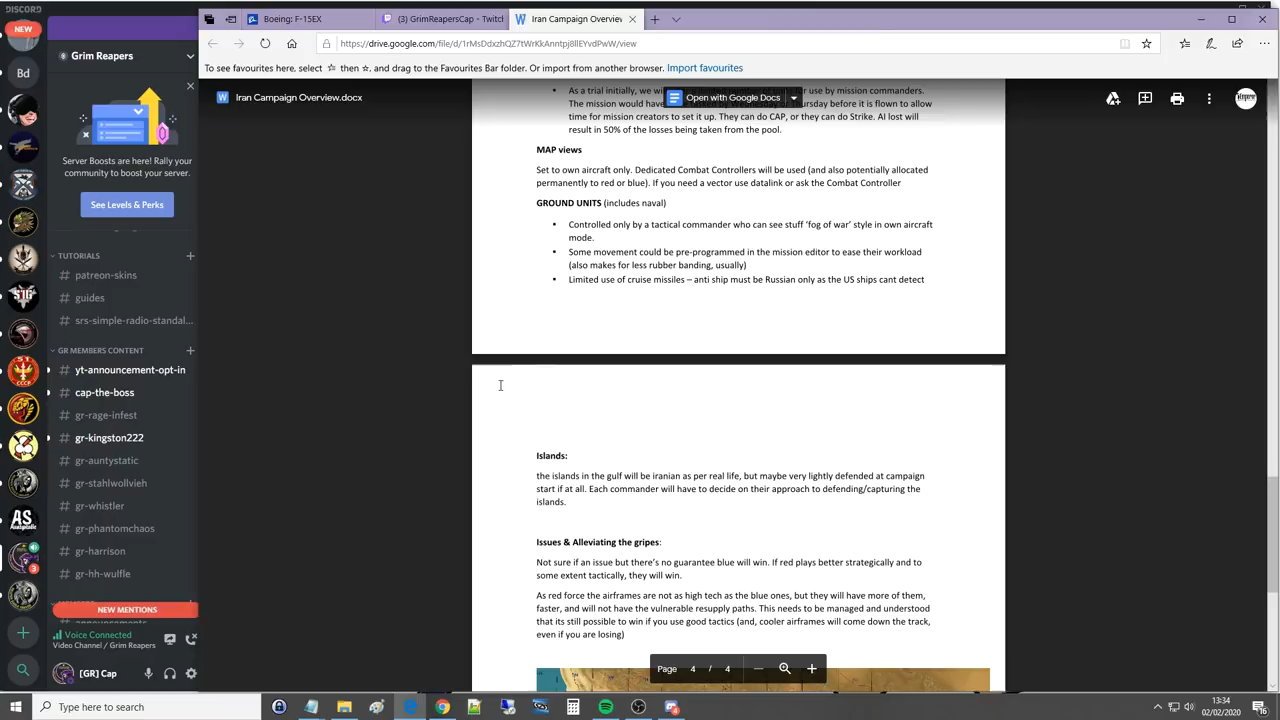 DISCORD
Boeing: F-15EX
(3) GrimReapersCap - Twitch
Iran Campaign Overview
NEW
Grim Reapers
https://drive.google.com/file/d/1rMsDdxzhQZ7tWrKkAnntpj8llEYvdPwW/view
Bd
To see favourites here, select ☆ then ☆, and drag to the Favourites Bar folder. Or import from another browser. Import favourites
Iran Campaign Overview.docx
Open with Google Docs
Server Boosts are here! Rally your
community to boost your server.
See Levels & Perks
TUTORIALS
# patreon-skins
# guides
# srs-simple-radio-standal...
GR MEMBERS CONTENT
# yt-announcement-opt-in
# cap-the-boss
# gr-rage-infest
# gr-kingston222
# gr-auntystatic
# gr-stahlwollvieh
# gr-whistler
# gr-phantomchaos
# gr-harrison
# gr-hh-wulffe
NEW MENTIONS
Voice Connected
Video Channel / Grim Reapers
[GR] Cap
CCCP
AS
3
As a trial initially, we will use by mission commanders.
The mission would have Thursday before it is flown to allow
time for mission creators to set it up. They can do CAP, or they can do Strike. AI lost will
result in 50% of the losses being taken from the pool.
MAP views
Set to own aircraft only. Dedicated Combat Controllers will be used (and also potentially allocated
permanently to red or blue). If you need a vector use datalink or ask the Combat Controller
GROUND UNITS (includes naval)
▪ Controlled only by a tactical commander who can see stuff ‘fog of war’ style in own aircraft
mode.
▪ Some movement could be pre-programmed in the mission editor to ease their workload
(also makes for less rubber banding, usually)
▪ Limited use of cruise missiles – anti ship must be Russian only as the US ships cant detect
Islands:
the islands in the gulf will be iranian as per real life, but maybe very lightly defended at campaign
start if at all. Each commander will have to decide on their approach to defending/capturing the
islands.
Issues & Alleviating the gripes:
Not sure if an issue but there’s no guarantee blue will win. If red plays better strategically and to
some extent tactically, they will win.
As red force the airframes are not as high tech as the blue ones, but they will have more of them,
faster, and will not have the vulnerable resupply paths. This needs to be managed and understood
that its still possible to win if you use good tactics (and, cooler airframes will come down the track,
even if you are losing)
Page 4 / 4
Type here to search
13:34
02/02/2020
16